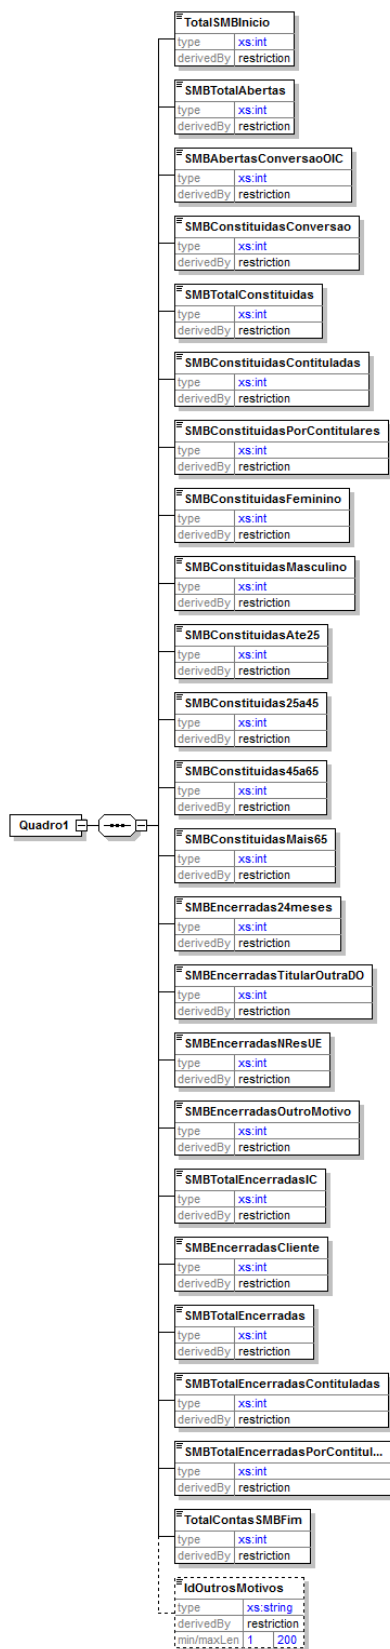 TotalSMBInicio
type xs:int
derivedBy restriction
SMBTotalAbertas
type xs:int
derivedBy restriction
SMBAbertasConversaoOIC
type xs:int
derivedBy restriction
SMBConstituidasConversao
type xs:int
derivedBy restriction
SMBTotalConstituidas
type xs:int
derivedBy restriction
SMBConstituidasContituladas
type xs:int
derivedBy restriction
SMBConstituidasPorContitulares
type xs:int
derivedBy restriction
SMBConstituidasFeminino
type xs:int
derivedBy restriction
SMBConstituidasMasculino
type xs:int
derivedBy restriction
SMBConstituidasAte25
type xs:int
derivedBy restriction
SMBConstituidas25a45
type xs:int
derivedBy restriction
SMBConstituidas45a65
type xs:int
derivedBy restriction
Quadro1
SMBConstituidasMais65
type xs:int
derivedBy restriction
SMBEncerradas24meses
type xs:int
derivedBy restriction
SMBEncerradasTitularOutraDO
type xs:int
derivedBy restriction
SMBEncerradasNResUE
type xs:int
derivedBy restriction
SMBEncerradasOutroMotivo
type xs:int
derivedBy restriction
SMBTotalEncerradasIC
type xs:int
derivedBy restriction
SMBEncerradasCliente
type xs:int
derivedBy restriction
SMBTotalEncerradas
type xs:int
derivedBy restriction
SMBTotalEncerradasContituladas
type xs:int
derivedBy restriction
SMBTotalEncerradasPorContitul...
type xs:int
derivedBy restriction
TotalContasSMBFim
type xs:int
derivedBy restriction
IdOutrosMotivos
type xs:string
derivedBy restriction
min/maxLen 1 200